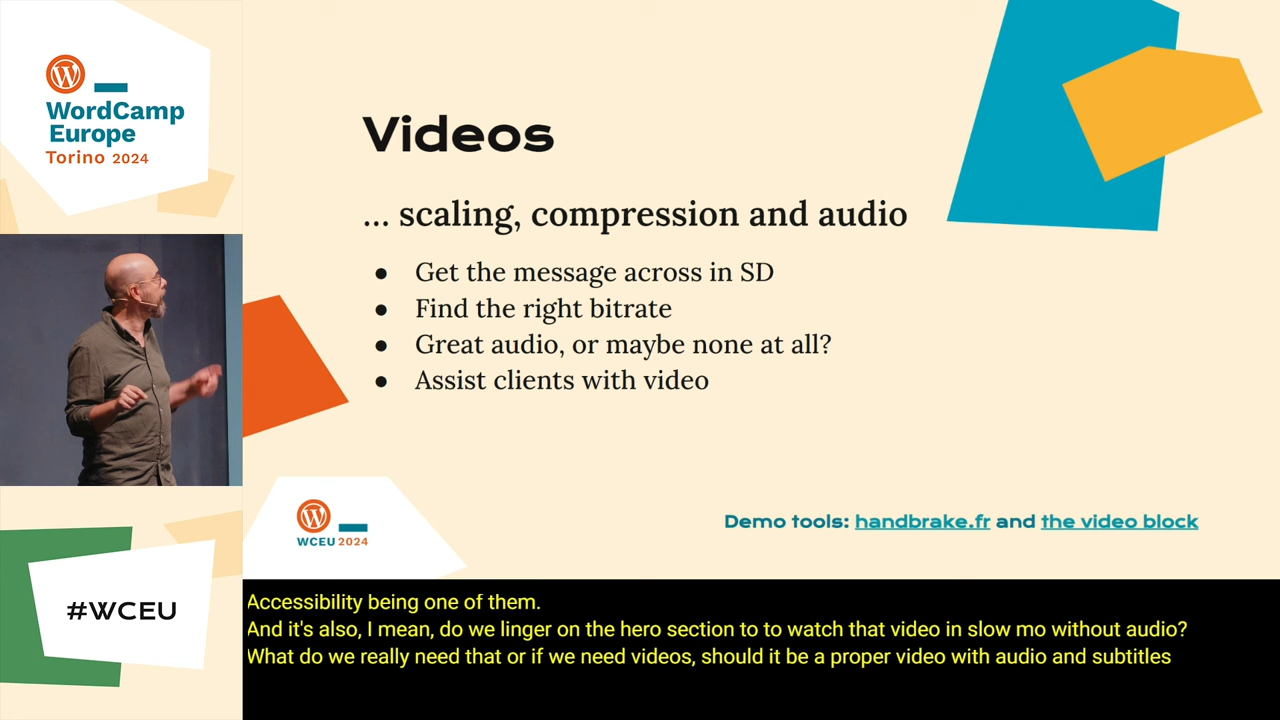 WordCamp
Europe
Torino 2024
Videos
... scaling, compression and audio
● Get the message across in SD
● Find the right bitrate
● Great audio, or maybe none at all?
● Assist clients with video
WCEU 2024
Demo tools: handbrake.fr and the video block
#WCEU
Accessibility being one of them.
And it's also, I mean, do we linger on the hero section to to watch that video in slow mo without audio?
What do we really need that or if we need videos, should it be a proper video with audio and subtitles